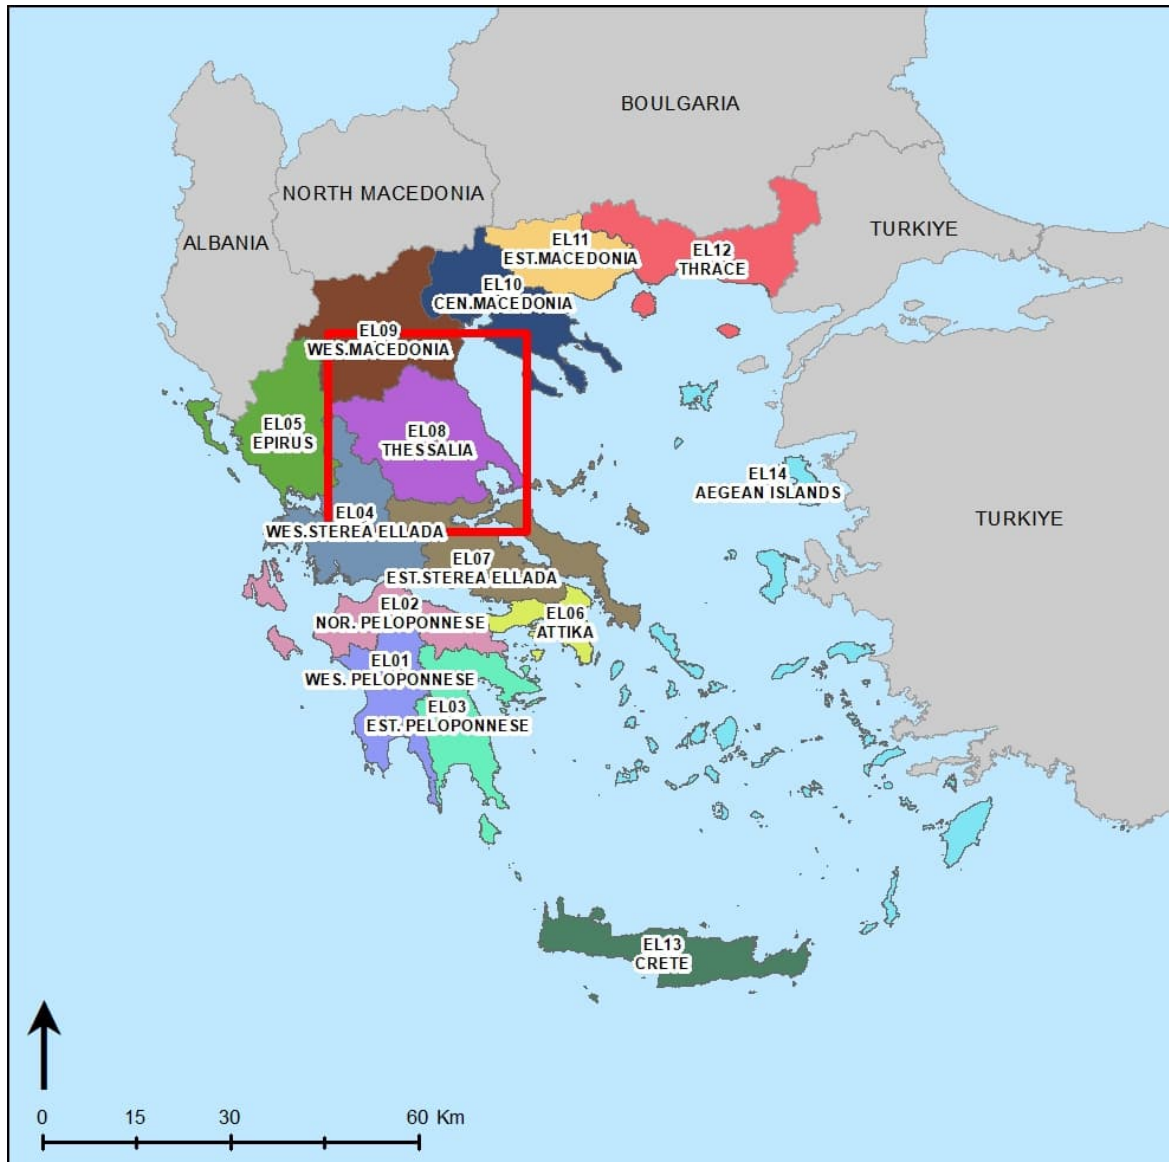 BOULGARIA
NORTH MACEDONIA
ALBANIA
TURKIYE
EL11
EST.MACEDONIA
EL12
THRACE
EL10
CEN.MACEDONIA
EL09
WES.MACEDONIA
EL05
EPIRUS
EL08
THESSALIA
EL14
AEGEAN ISLANDS
TURKIYE
EL04
WES.STEREA ELLADA
EL07
EST.STEREA ELLADA
EL02
NOR. PELOPONNESE
EL06
ATTIKA
EL01
WES. PELOPONNESE
EL03
EST. PELOPONNESE
EL13
CRETE
0 15 30 60 Km